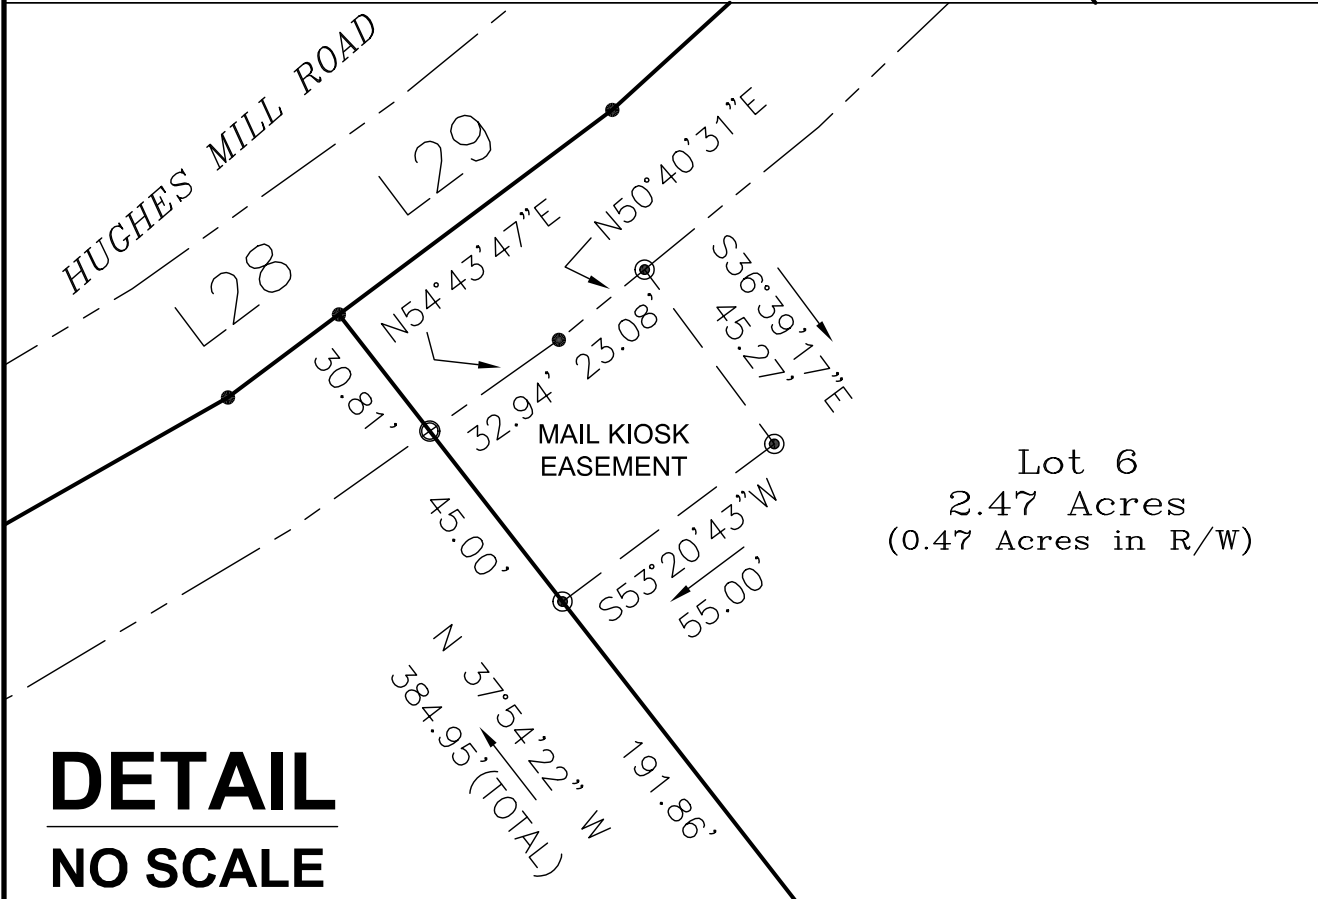 HUGHES MILL ROAD
L29
L28
N50°40'31"E
N54°43'47"E
S36°39'17"E
45.27'
23.08'
32.94'
30.81'
MAIL KIOSK
EASEMENT
Lot 6
2.47 Acres
(0.47 Acres in R/W)
45.00'
S53°20'43"W
55.00'
N 37°54'22" W
384.95'(TOTAL)
191.86'
DETAIL
NO SCALE